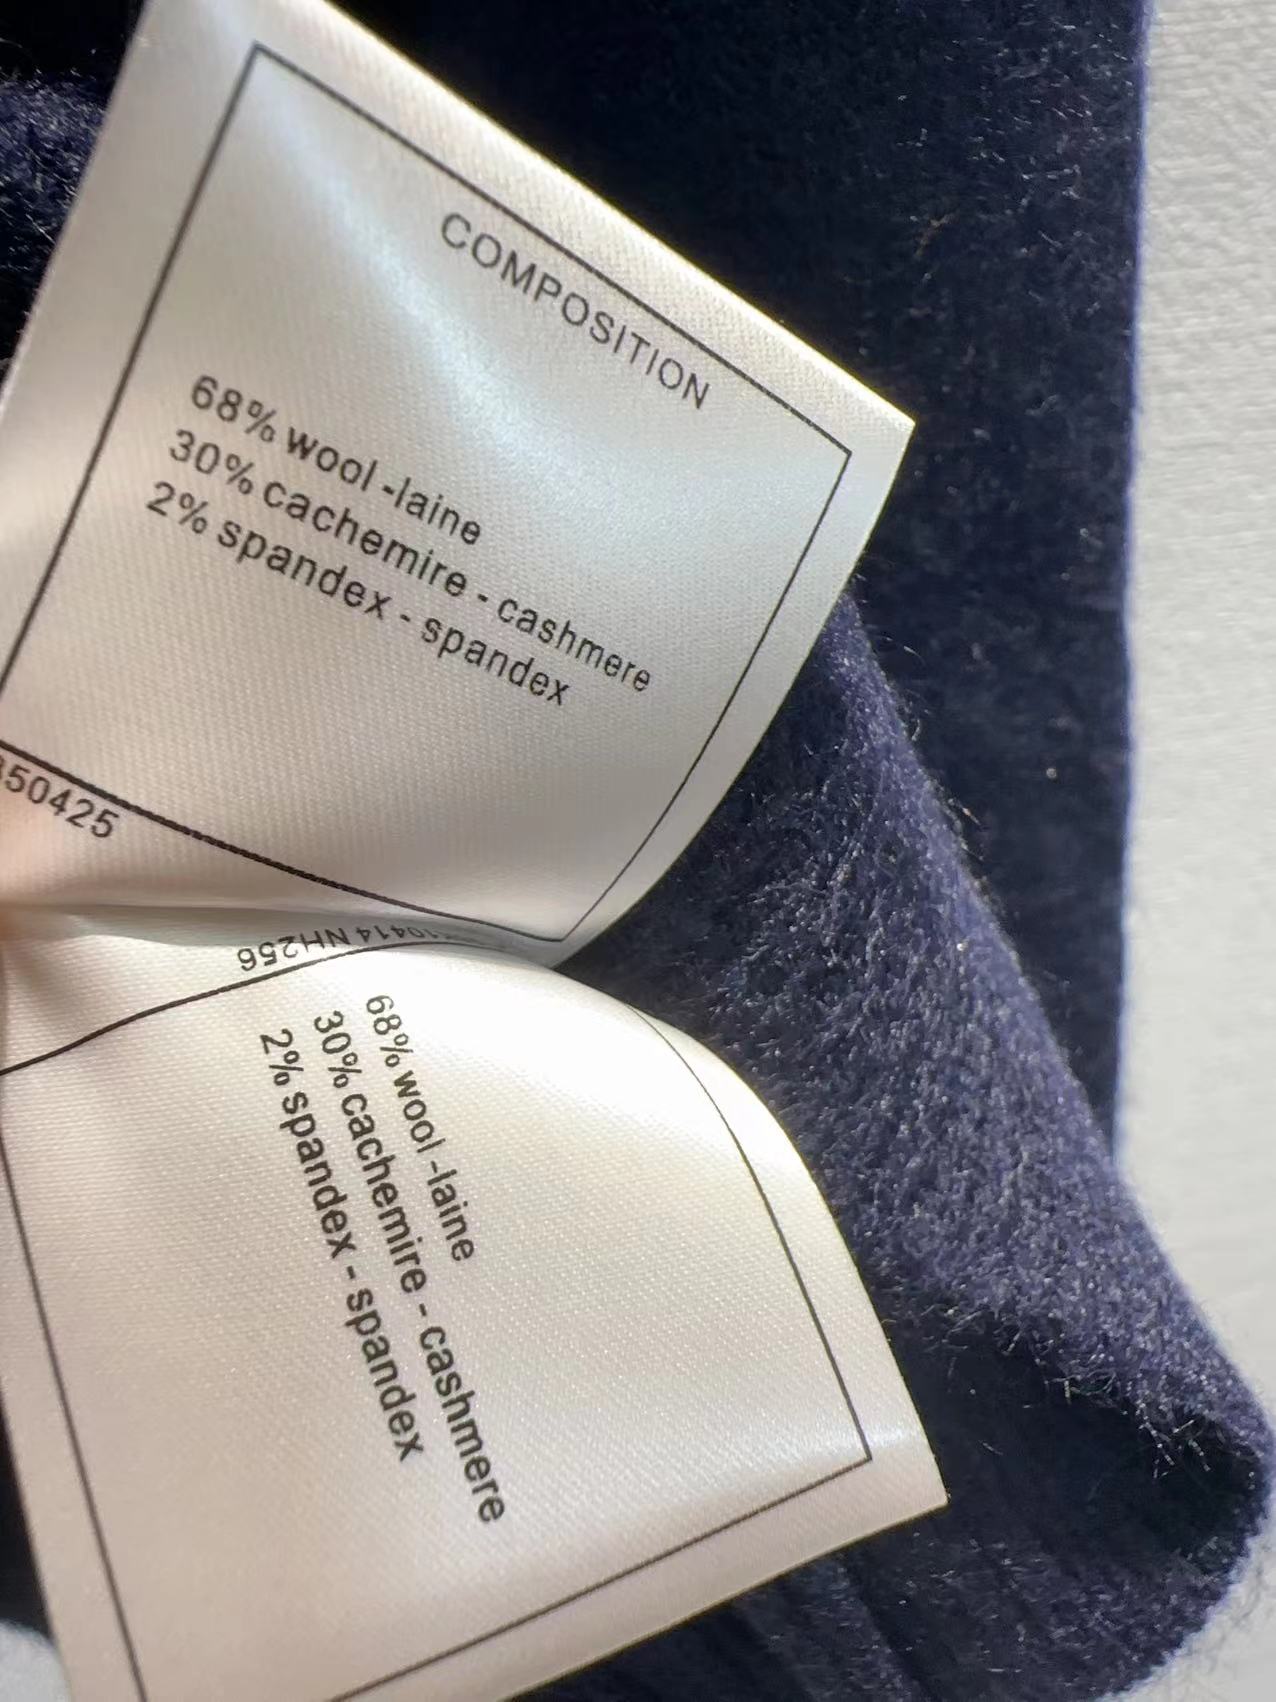 COMPOSITION
68% wool -laine
30% cachemire - cashmere
2% spandex - spandex
50425
10414 NH256
68% wool -laine
30% cachemire - cashmere
2% spandex - spandex